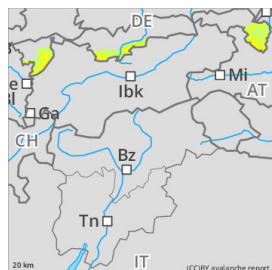 DE
Mi
Ibk
AT
Ga
CH
Bz
Tn
20 km
IT
(CC)BY avalanche.report